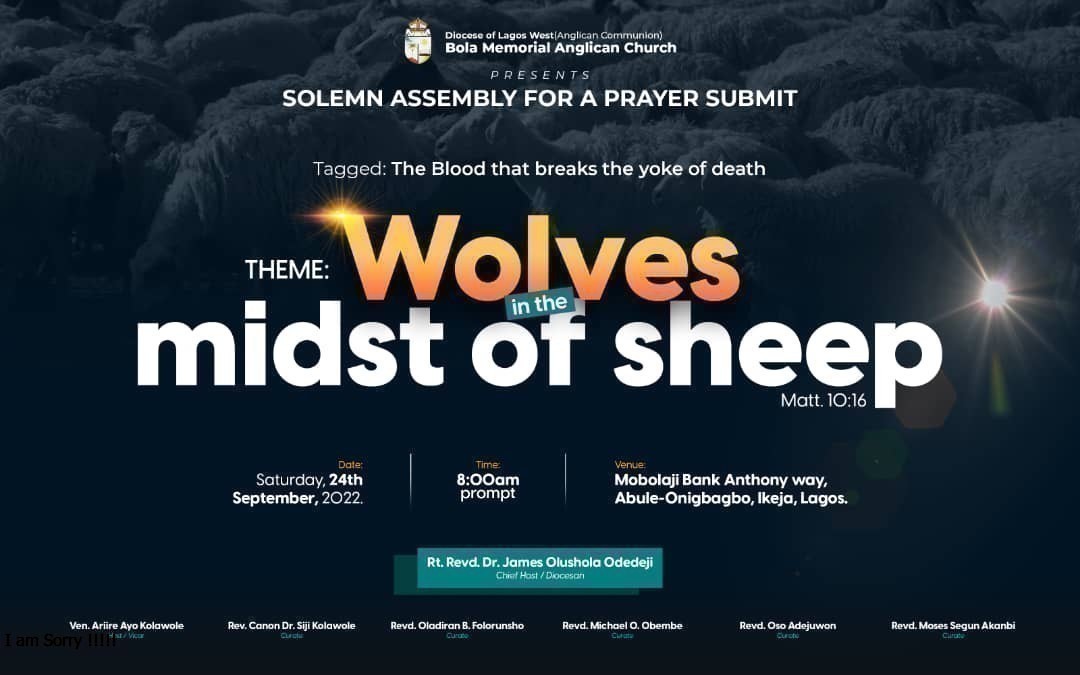 Diocese of Lagos West(Anglican Communion)
Bola Memorial Anglican Church
PRESENTS
SOLEMN ASSEMBLY FOR A PRAYER SUBMIT
Tagged: The Blood that breaks the yoke of death
THEME: Wolves
in the
midst of sheep
Matt. 10:16
Date:
Saturday, 24th
September, 2022.
Time:
8:00am
prompt
Venue:
Mobolaji Bank Anthony way,
Abule-Onigbagbo, Ikeja, Lagos.
Rt. Revd. Dr. James Olushola Odedeji
Chief Host / Diocesan
Ven. Ariire Ayo Kolawole
/ Vicar
Rev. Canon Dr. Siji Kolawole
Curate
Revd. Oladiran B. Folorunsho
Curate
Revd. Michael O. Obembe
Curate
Revd. Oso Adejuwon
Curate
Revd. Moses Segun Akanbi
Curate
I am Sorry !!!!!